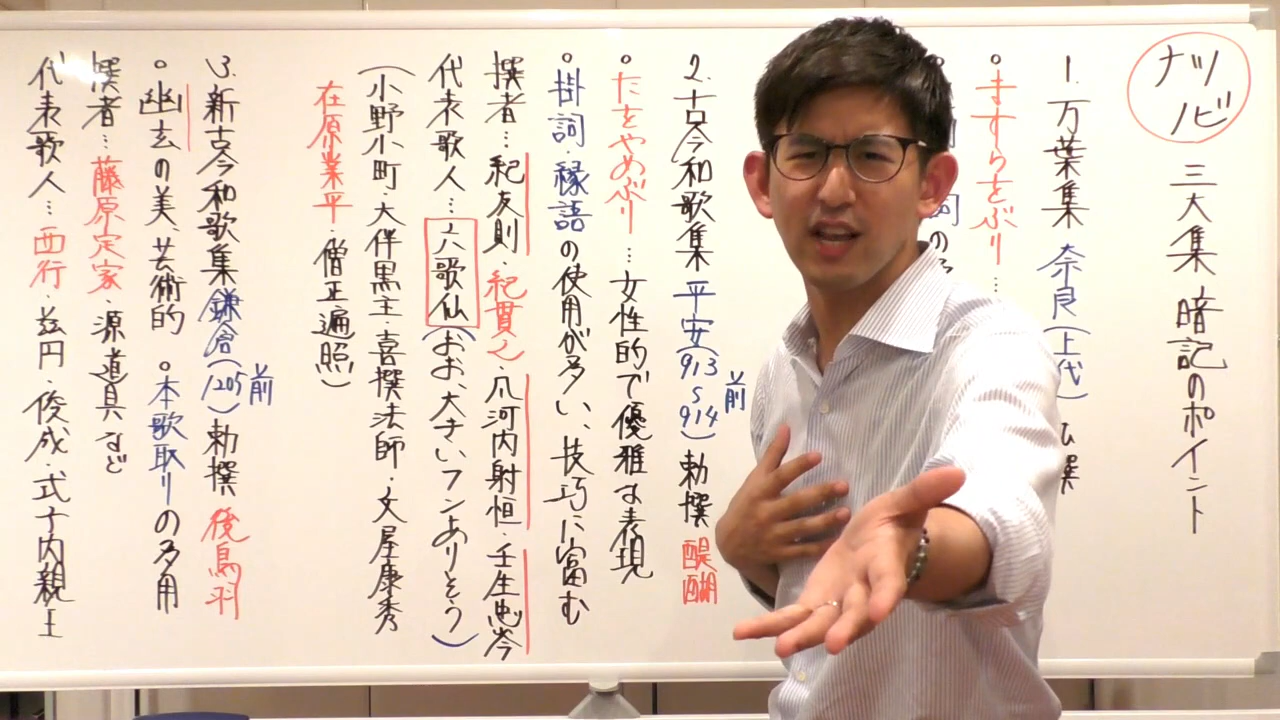 ナツノビ
三大集 暗記のポイント
1. 万葉集 奈良(上代) 撰
。ますらをぶり…
詞の
2. 古今和歌集 平安前(913s914) 勅撰 醍醐
。たをやめぶり…女性的で優雅な表現
。掛詞・縁語の使用が多い、技巧に富む
撰者…紀友則・紀貫之・凡河内躬恒・壬生忠岑
代表歌人…六歌仙(おお、大きいフンありそう)
(小野小町・大伴黒主・喜撰法師・文屋康秀
在原業平・僧正遍照)
3. 新古今和歌集 鎌倉前(1205) 勅撰 後鳥羽
。幽玄の美、芸術的 。本歌取りの多用
撰者…藤原定家・源道具など
代表歌人…西行・慈円・俊成・式子内親王